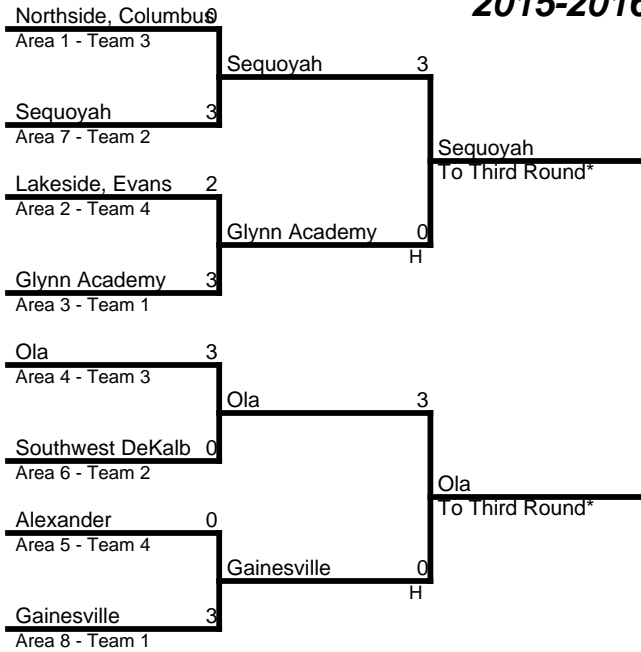 2015-2016
Northside, Columbus 0
Area 1 - Team 3
Sequoyah 3
Sequoyah 3
Area 7 - Team 2
Sequoyah
To Third Round*
Lakeside, Evans 2
Area 2 - Team 4
Glynn Academy 0
H
Glynn Academy 3
Area 3 - Team 1
Ola 3
Area 4 - Team 3
Ola 3
Southwest DeKalb 0
Area 6 - Team 2
Ola
To Third Round*
Alexander 0
Area 5 - Team 4
Gainesville 0
H
Gainesville 3
Area 8 - Team 1